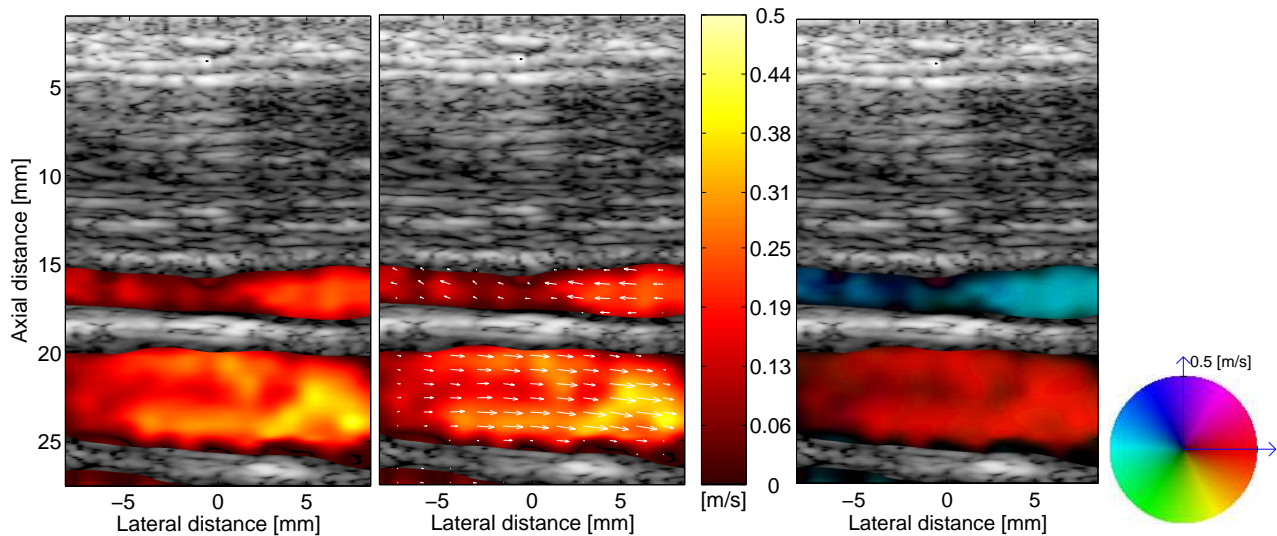 Axial distance [mm]
5
10
15
20
25
−5 0 5
Lateral distance [mm]
−5 0 5
Lateral distance [mm]
0.5
0.44
0.38
0.31
0.25
0.19
0.13
0.06
0
[m/s]
−5 0 5
Lateral distance [mm]
0.5 [m/s]